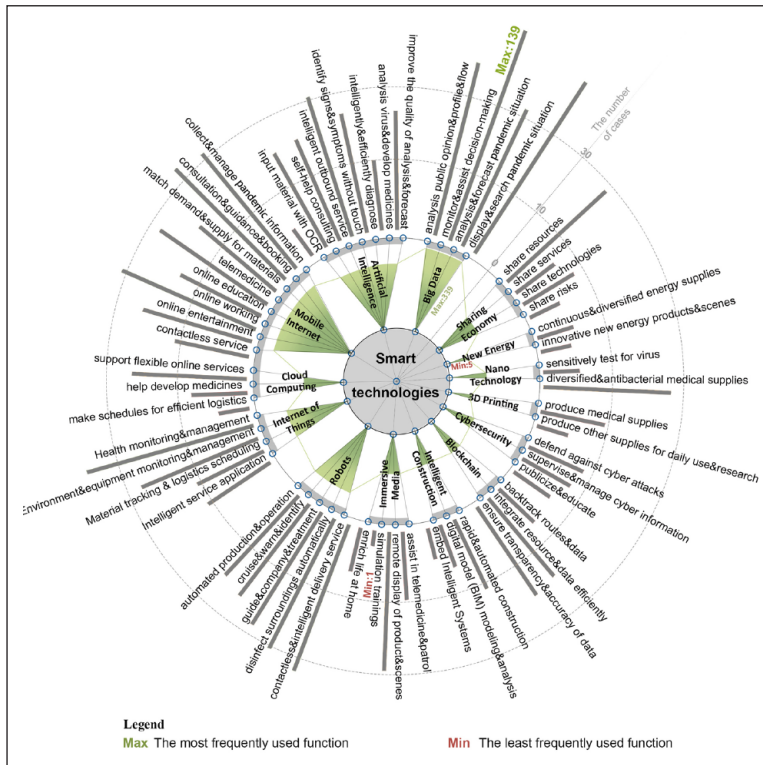 Smart
technologies
Big Data
Max:339
Sharing
Economy
New Energy
Min:5
Nano
Technology
3D Printing
Cybersecurity
Blockchain
Intelligent
Construction
Immersive
Media
Robots
Internet of
Things
Cloud
Computing
Mobile
Internet
Artificial
Intelligence
The number
of cases
30
10
0
analysis public opinion&profile&flow
monitor&assist decision-making
Max:139
analysis&forecast pandemic situation
display&search pandemic situation
share resources
share services
share technologies
share risks
continuous&diversified energy supplies
innovative new energy products&scenes
sensitively test for virus
diversified&antibacterial medical supplies
produce medical supplies
produce other supplies for daily use&research
defend against cyber attacks
supervise&manage cyber information
publicize&educate
backtrack routes&data
integrate resource&data efficiently
ensure transparency&accuracy of data
rapid&automated construction
digital model (BIM) modeling&analysis
embed Intelligent Systems
assist in telemedicine&patrol
remote display of product&scenes
simulation trainings
Min:1
enrich life at home
contactless&intelligent delivery service
disinfect surroundings automatically
guide&company&treatment
cruise&warn&identify
automated production&operation
Intelligent service application
Material tracking & logistics scheduling
Environment&equipment monitoring&management
Health monitoring&management
make schedules for efficient logistics
help develop medicines
support flexible online services
contactless service
online entertainment
online working
online education
telemedicine
match demand&supply for materials
consultation&guidance&booking
collect&manage pandemic information
input material with OCR
self-help consulting
intelligent outbound service
identify signs&symptoms without touch
intelligently&efficiently diagnose
analysis virus&develop medicines
improve the quality of analysis&forecast
Legend
Max The most frequently used function
Min The least frequently used function